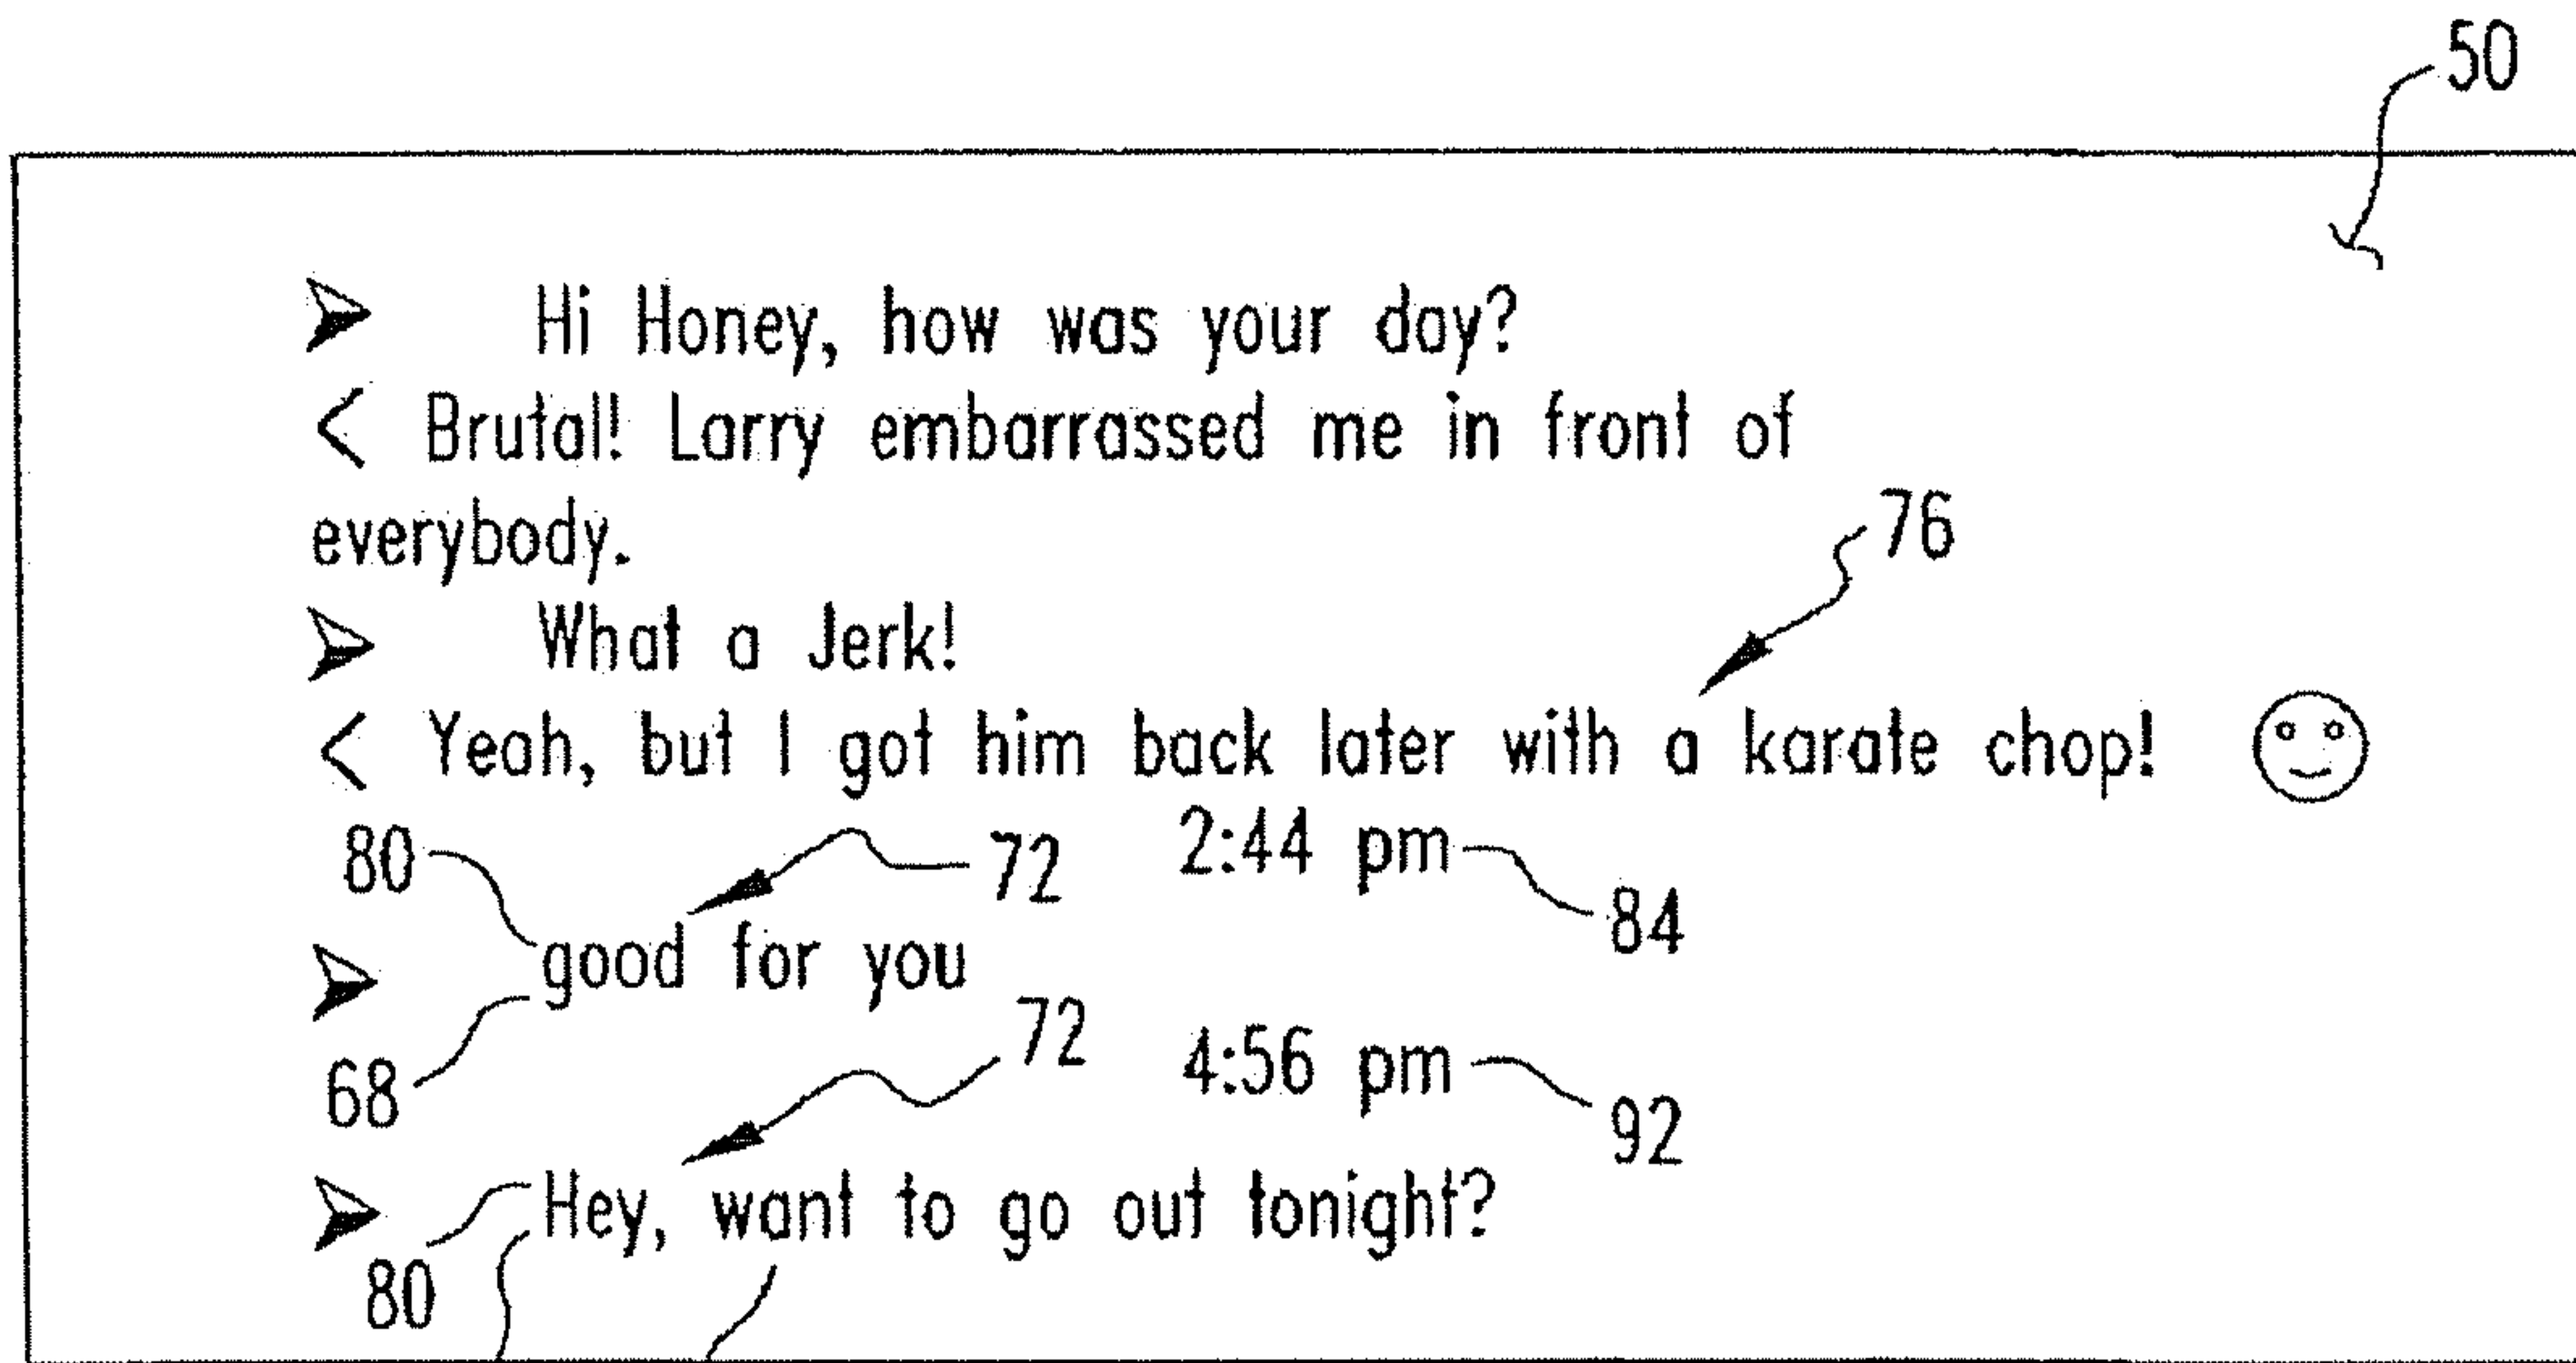 50
➢ Hi Honey, how was your day?
< Brutal! Larry embarrassed me in front of
everybody.
76
➢ What a Jerk!
< Yeah, but I got him back later with a karate chop! ☺
80 72 2:44 pm
84
➢ good for you
68 72 4:56 pm
92
➢ Hey, want to go out tonight?
80